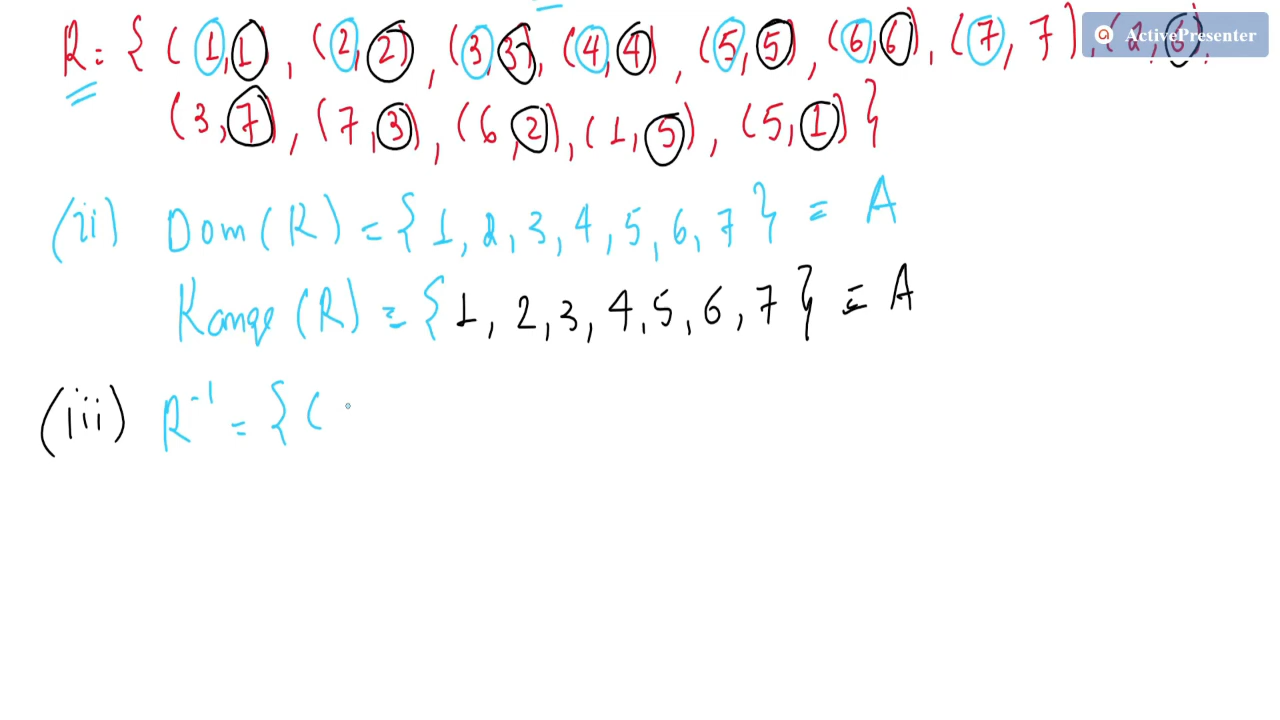 R = { (1,1), (2,2), (3,3), (4,4), (5,5), (6,6), (7,7), (2,6),
ActivePresenter
(3,7), (7,3), (6,2), (1,5), (5,1) }
(ii) Dom(R) = {1, 2, 3, 4, 5, 6, 7} = A
Range(R) = {1, 2, 3, 4, 5, 6, 7} = A
(iii) R⁻¹ = { (